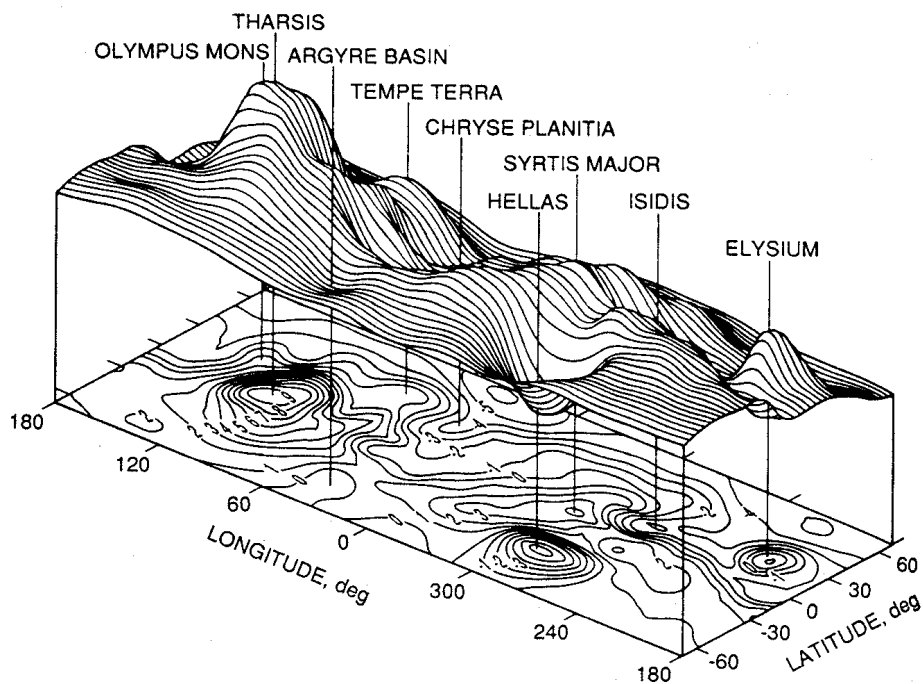 THARSIS
OLYMPUS MONS
ARGYRE BASIN
TEMPE TERRA
CHRYSE PLANITIA
SYRTIS MAJOR
HELLAS
ISIDIS
ELYSIUM
180
120
60
0
300
240
180
LONGITUDE, deg
-60
-30
0
30
60
LATITUDE, deg